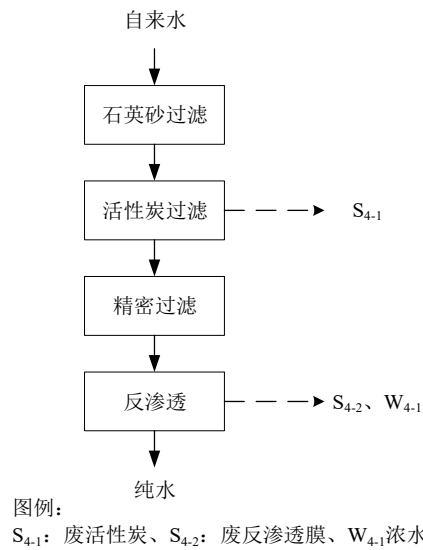 自来水
石英砂过滤
活性炭过滤
S4-1
精密过滤
反渗透
S4-2、W4-1
纯水
图例：
S4-1：废活性炭、S4-2：废反渗透膜、W4-1浓水